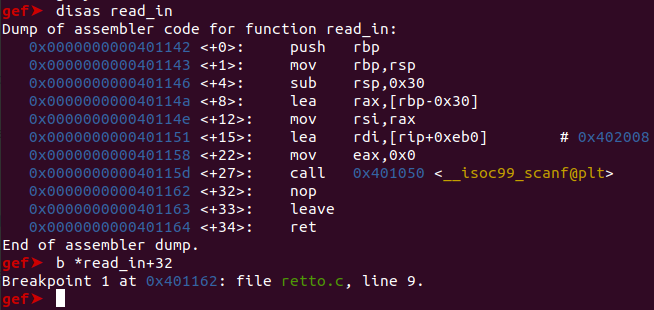 gef➤  disas read_in
Dump of assembler code for function read_in:
   0x0000000000401142 <+0>:     push   rbp
   0x0000000000401143 <+1>:     mov    rbp,rsp
   0x0000000000401146 <+4>:     sub    rsp,0x30
   0x000000000040114a <+8>:     lea    rax,[rbp-0x30]
   0x000000000040114e <+12>:    mov    rsi,rax
   0x0000000000401151 <+15>:    lea    rdi,[rip+0xeb0]        # 0x402008
   0x0000000000401158 <+22>:    mov    eax,0x0
   0x000000000040115d <+27>:    call   0x401050 <__isoc99_scanf@plt>
   0x0000000000401162 <+32>:    nop
   0x0000000000401163 <+33>:    leave
   0x0000000000401164 <+34>:    ret
End of assembler dump.
gef➤  b *read_in+32
Breakpoint 1 at 0x401162: file retto.c, line 9.
gef➤